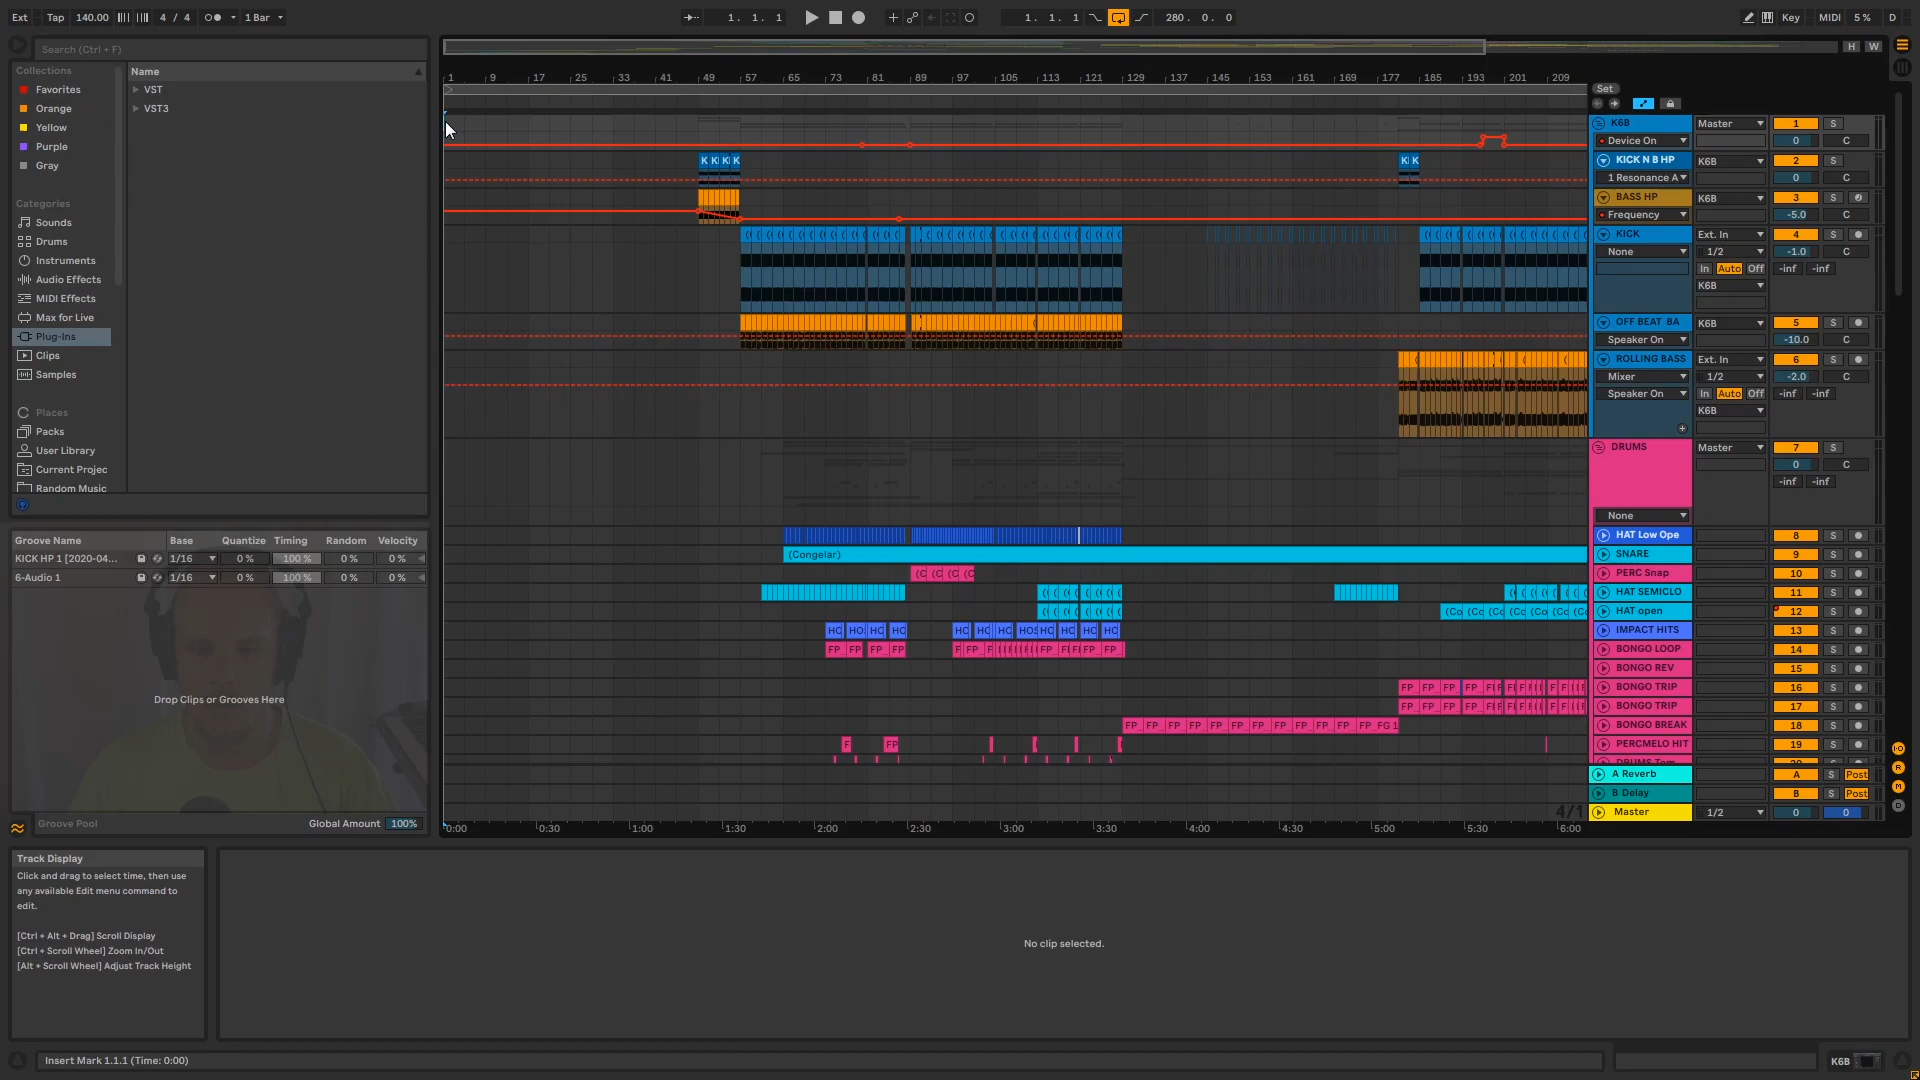 Ext Tap 140.00 4 / 4 1 Bar 1. 1. 1 1. 1. 1 280. 0. 0 Key MIDI 5 % D
Search (Ctrl + F)
H W
Collections
Favorites
Orange
Yellow
Purple
Gray
Categories
Sounds
Drums
Instruments
Audio Effects
MIDI Effects
Max for Live
Plug-Ins
Clips
Samples
Places
Packs
User Library
Current Projec
Random Music
Name
VST
VST3
Groove Name Base Quantize Timing Random Velocity
KICK HP 1 [2020-04... 1/16 0 % 100 % 0 % 0 %
6-Audio 1 1/16 0 % 100 % 0 % 0 %
Drop Clips or Grooves Here
Groove Pool Global Amount 100%
1 9 17 25 33 41 49 57 65 73 81 89 97 105 113 121 129 137 145 153 161 169 177 185 193 201 209
Set
K6B Master 1 S
Device On 0 C
KICK N B HP K6B 2 S
1 Resonance A 0 C
BASS HP K6B 3 S
Frequency -5.0 C
KICK Ext. In 4 S
None 1/2 -1.0 C
In Auto Off -inf -inf
K6B
OFF BEAT BA K6B 5 S
Speaker On -10.0 C
ROLLING BASS Ext. In 6 S
Mixer 1/2 -2.0 C
Speaker On In Auto Off -inf -inf
K6B
DRUMS Master 7 S
0 C
-inf -inf
None
HAT Low Ope 8 S
(Congelar) SNARE 9 S
PERC Snap 10 S
HAT SEMICLO 11 S
HAT open 12 S
IMPACT HITS 13 S
BONGO LOOP 14 S
BONGO REV 15 S
BONGO TRIP 16 S
BONGO TRIP 17 S
FP FP FP FP FP FP FP FP FP FP FP FP_FG 1 BONGO BREAK 18 S
PERCMELO HIT 19 S
A Reverb A S Post
B Delay B S Post
4/1 Master 1/2 0 0
0:00 0:30 1:00 1:30 2:00 2:30 3:00 3:30 4:00 4:30 5:00 5:30 6:00
Track Display
Click and drag to select time, then use
any available Edit menu command to
edit.
[Ctrl + Alt + Drag] Scroll Display
[Ctrl + Scroll Wheel] Zoom In/Out
[Alt + Scroll Wheel] Adjust Track Height
No clip selected.
Insert Mark 1.1.1 (Time: 0:00)
K6B